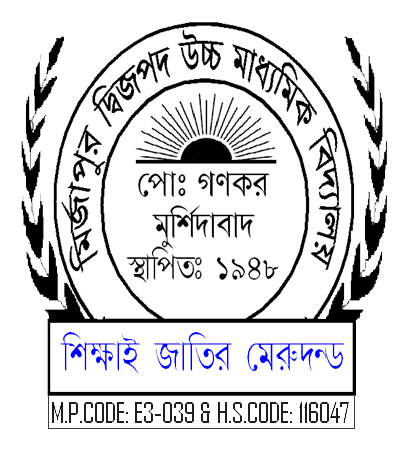 মির্জাপুর দ্বিজপদ উচ্চ মাধ্যমিক বিদ্যালয়
পোঃ গণকর
মুর্শিদাবাদ
স্থাপিতঃ ১৯৪৮
শিক্ষাই জাতির মেরুদন্ড
M.P.CODE: E3-039 & H.S.CODE: 116047